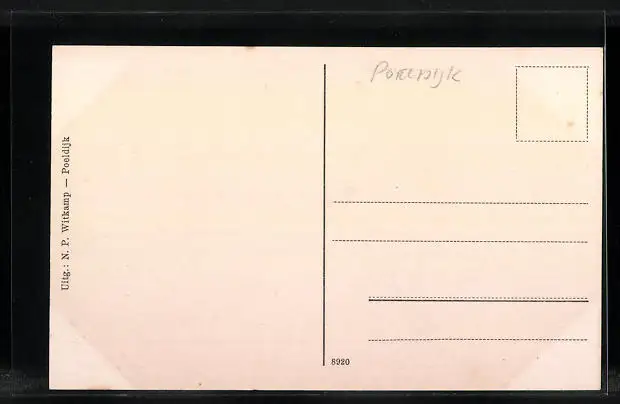 Uitg.: N. P. Witkamp — Poeldijk
Poeldijk
8920